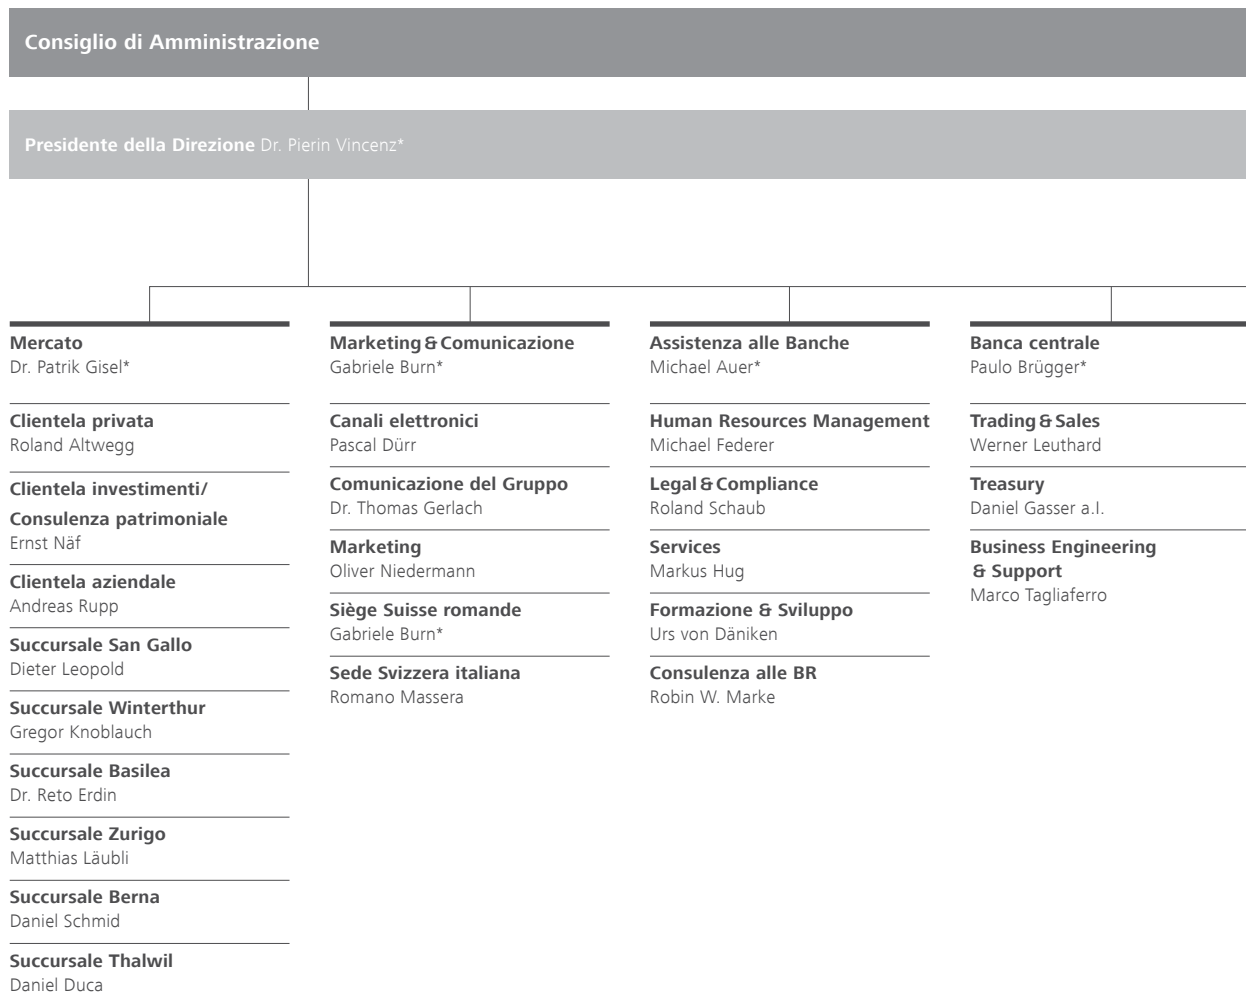 Consiglio di Amministrazione
Presidente della Direzione Dr. Pierin Vincenz*
Mercato
Dr. Patrik Gisel*
Clientela privata
Roland Altwegg
Clientela investimenti/
Consulenza patrimoniale
Ernst Näf
Clientela aziendale
Andreas Rupp
Succursale San Gallo
Dieter Leopold
Succursale Winterthur
Gregor Knoblauch
Succursale Basilea
Dr. Reto Erdin
Succursale Zurigo
Matthias Läubli
Succursale Berna
Daniel Schmid
Succursale Thalwil
Daniel Duca
Marketing & Comunicazione
Gabriele Burn*
Canali elettronici
Pascal Dürr
Comunicazione del Gruppo
Dr. Thomas Gerlach
Marketing
Oliver Niedermann
Siège Suisse romande
Gabriele Burn*
Sede Svizzera italiana
Romano Massera
Assistenza alle Banche
Michael Auer*
Human Resources Management
Michael Federer
Legal & Compliance
Roland Schaub
Services
Markus Hug
Formazione & Sviluppo
Urs von Däniken
Consulenza alle BR
Robin W. Marke
Banca centrale
Paulo Brügger*
Trading & Sales
Werner Leuthard
Treasury
Daniel Gasser a.I.
Business Engineering
& Support
Marco Tagliaferro